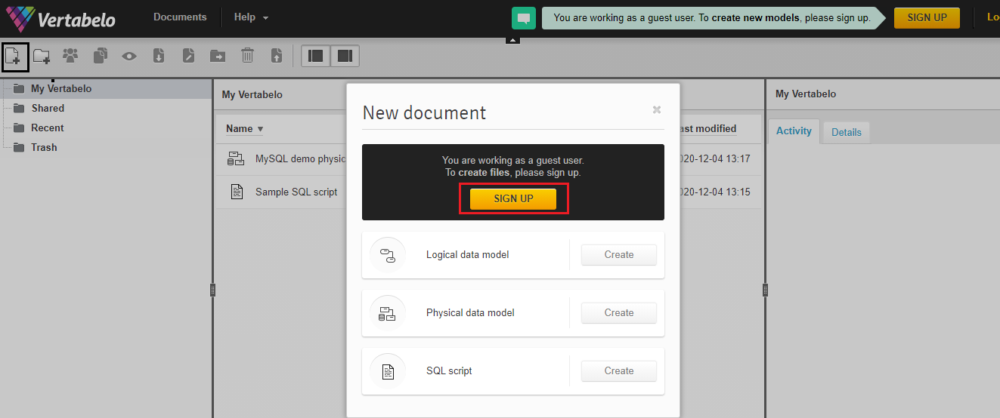 Vertabelo
Documents
Help
You are working as a guest user. To create new models, please sign up.
SIGN UP
My Vertabelo
Shared
Recent
Trash
My Vertabelo
Name
ast modified
MySQL demo physic
020-12-04 13:17
Sample SQL script
020-12-04 13:15
New document
You are working as a guest user.
To create files, please sign up.
SIGN UP
Logical data model
Create
Physical data model
Create
SQL script
Create
My Vertabelo
Activity
Details